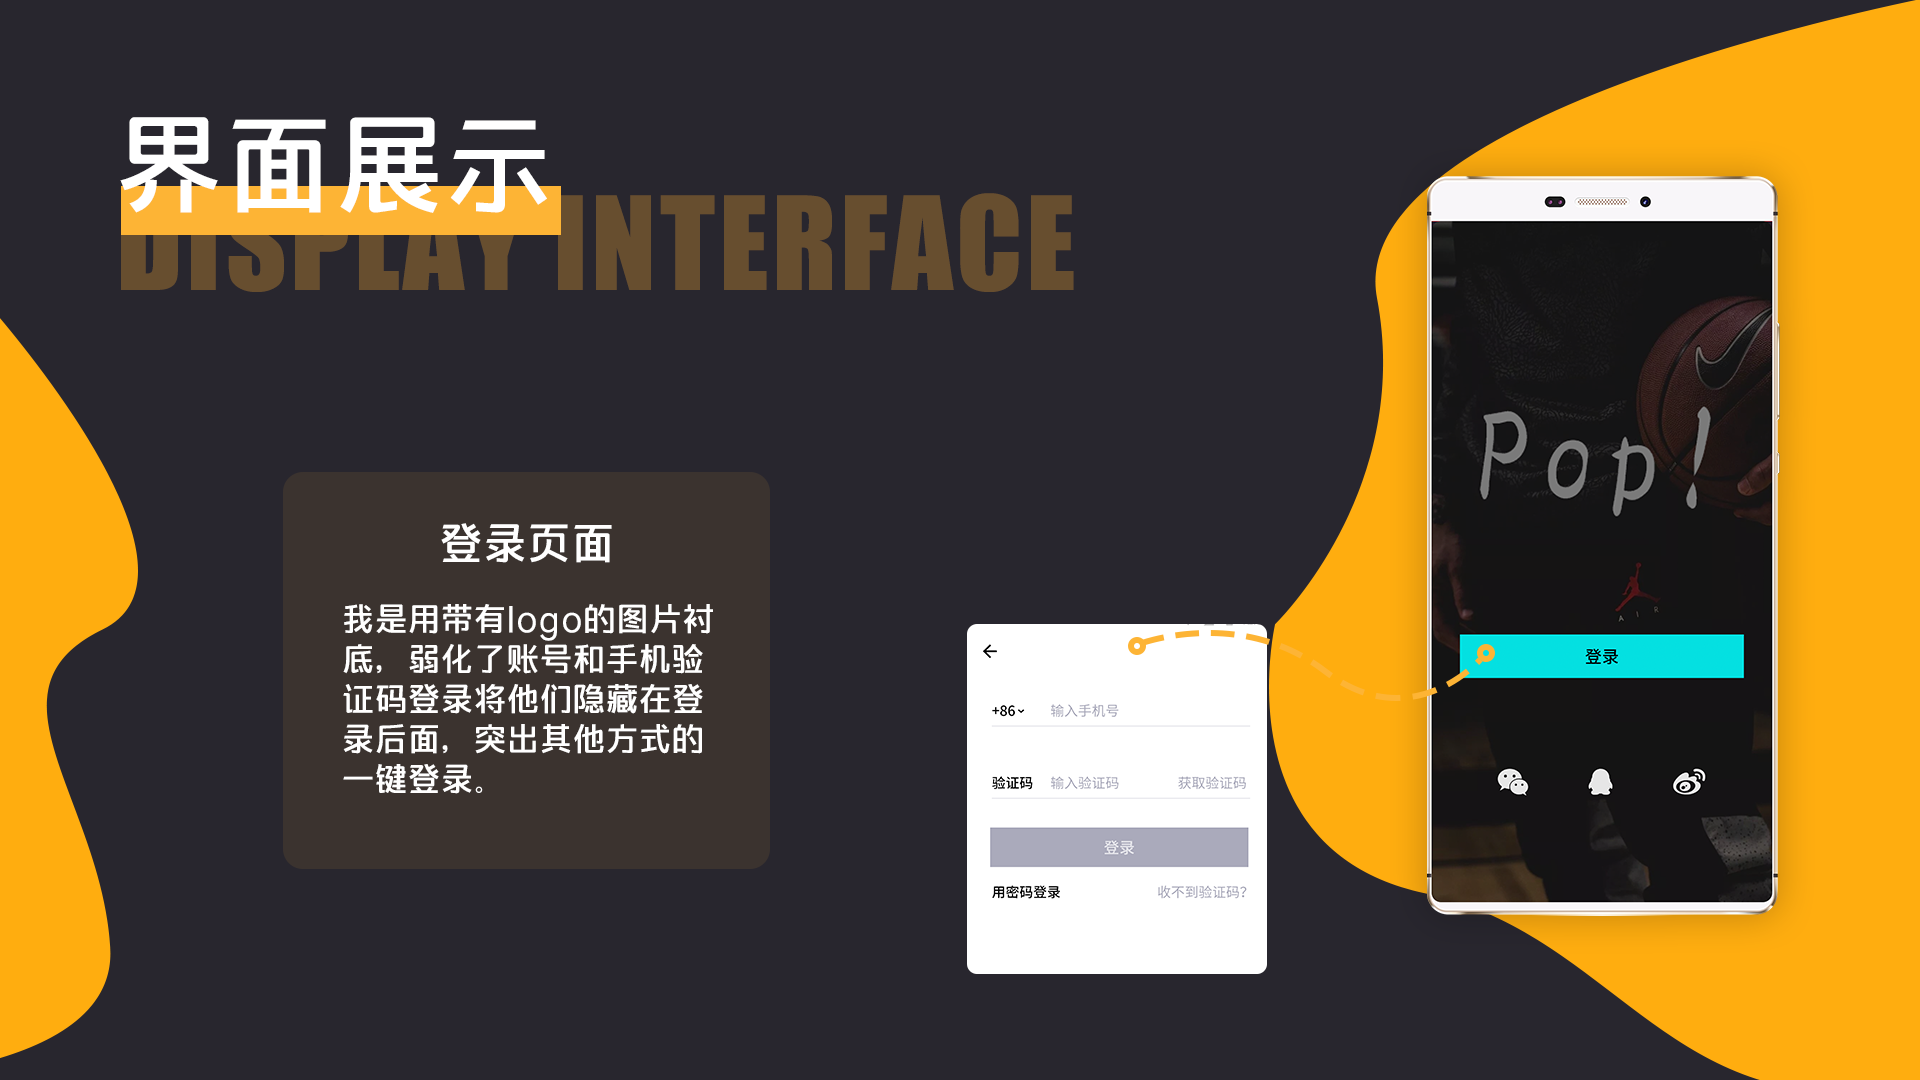 界面展示
DISPLAY INTERFACE
登录页面
我是用带有logo的图片衬
底，弱化了账号和手机验
证码登录将他们隐藏在登
录后面，突出其他方式的
一键登录。
+86
输入手机号
验证码
输入验证码
获取验证码
登录
用密码登录
收不到验证码?
Pop!
AIR
登录